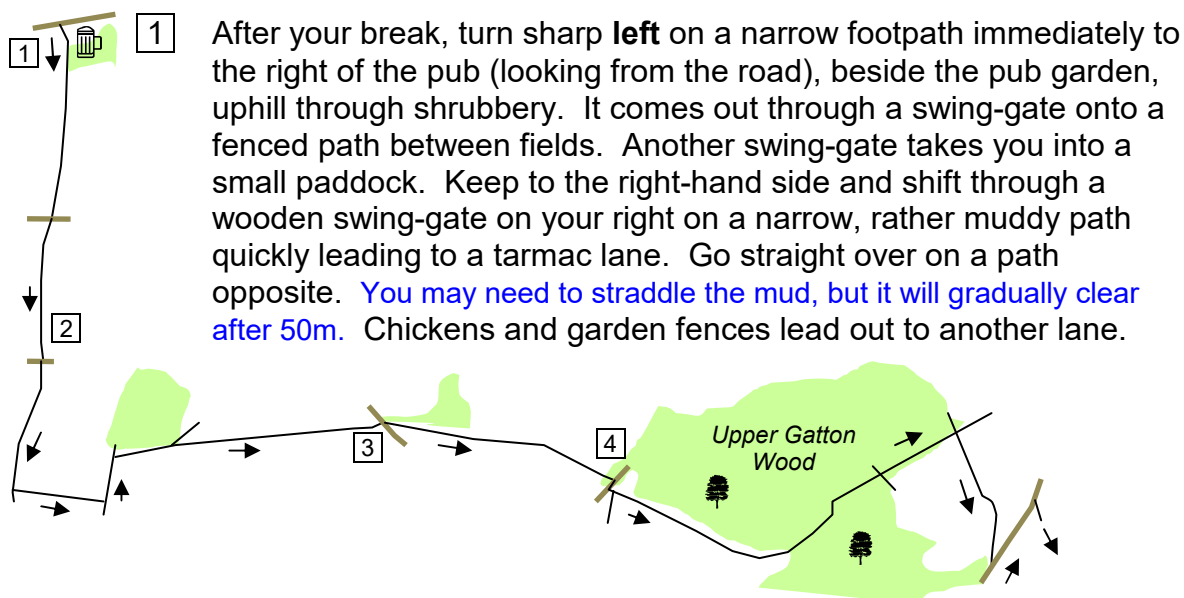 1
1
After your break, turn sharp left on a narrow footpath immediately to
the right of the pub (looking from the road), beside the pub garden,
uphill through shrubbery. It comes out through a swing-gate onto a
fenced path between fields. Another swing-gate takes you into a
small paddock. Keep to the right-hand side and shift through a
wooden swing-gate on your right on a narrow, rather muddy path
quickly leading to a tarmac lane. Go straight over on a path
opposite. You may need to straddle the mud, but it will gradually clear
after 50m. Chickens and garden fences lead out to another lane.
2
3
4
Upper Gatton
Wood